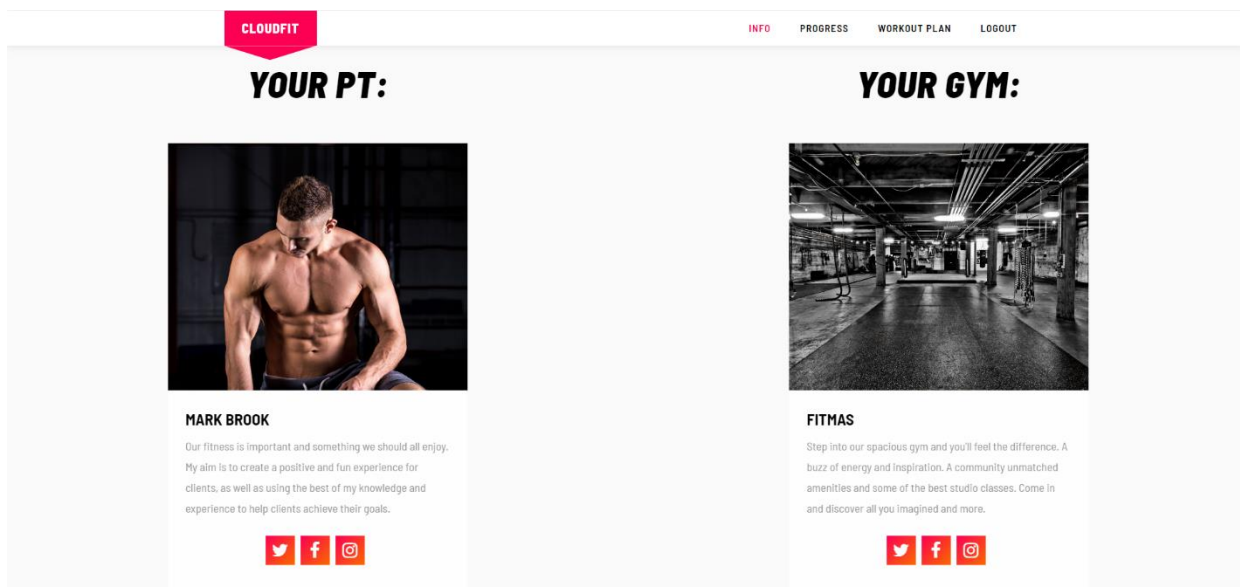 CLOUDFIT
INFO PROGRESS WORKOUT PLAN LOGOUT
YOUR PT:
YOUR GYM:
MARK BROOK
Our fitness is important and something we should all enjoy.
My aim is to create a positive and fun experience for
clients, as well as using the best of my knowledge and
experience to help clients achieve their goals.
FITMAS
Step into our spacious gym and you'll feel the difference. A
buzz of energy and inspiration. A community unmatched
amenities and some of the best studio classes. Come in
and discover all you imagined and more.